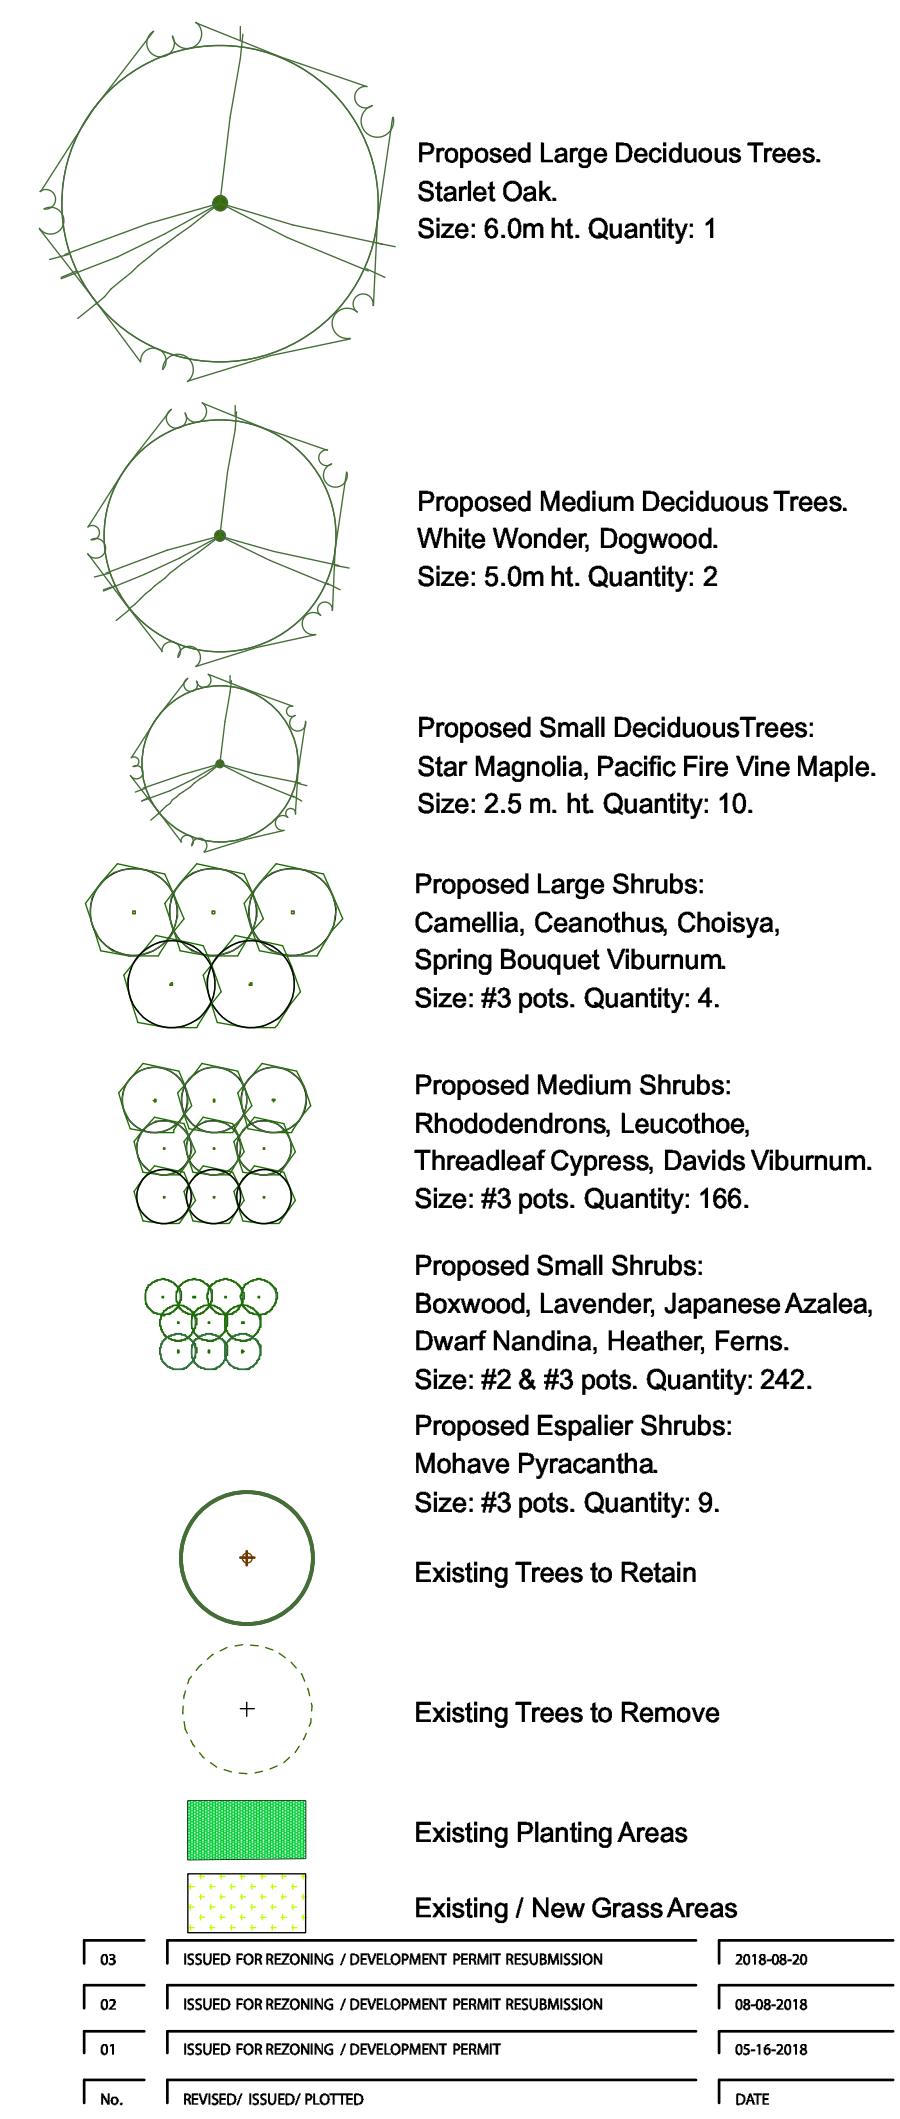 Proposed Large Deciduous Trees.
Starlet Oak.
Size: 6.0m ht. Quantity: 1
Proposed Medium Deciduous Trees.
White Wonder, Dogwood.
Size: 5.0m ht. Quantity: 2
Proposed Small DeciduousTrees:
Star Magnolia, Pacific Fire Vine Maple.
Size: 2.5 m. ht. Quantity: 10.
Proposed Large Shrubs:
Camellia, Ceanothus, Choisya,
Spring Bouquet Viburnum.
Size: #3 pots. Quantity: 4.
Proposed Medium Shrubs:
Rhododendrons, Leucothoe,
Threadleaf Cypress, Davids Viburnum.
Size: #3 pots. Quantity: 166.
Proposed Small Shrubs:
Boxwood, Lavender, Japanese Azalea,
Dwarf Nandina, Heather, Ferns.
Size: #2 & #3 pots. Quantity: 242.
Proposed Espalier Shrubs:
Mohave Pyracantha.
Size: #3 pots. Quantity: 9.
Existing Trees to Retain
Existing Trees to Remove
Existing Planting Areas
Existing / New Grass Areas
03 ISSUED FOR REZONING / DEVELOPMENT PERMIT RESUBMISSION 2018-08-20
02 ISSUED FOR REZONING / DEVELOPMENT PERMIT RESUBMISSION 08-08-2018
01 ISSUED FOR REZONING / DEVELOPMENT PERMIT 05-16-2018
No. REVISED/ ISSUED/ PLOTTED DATE